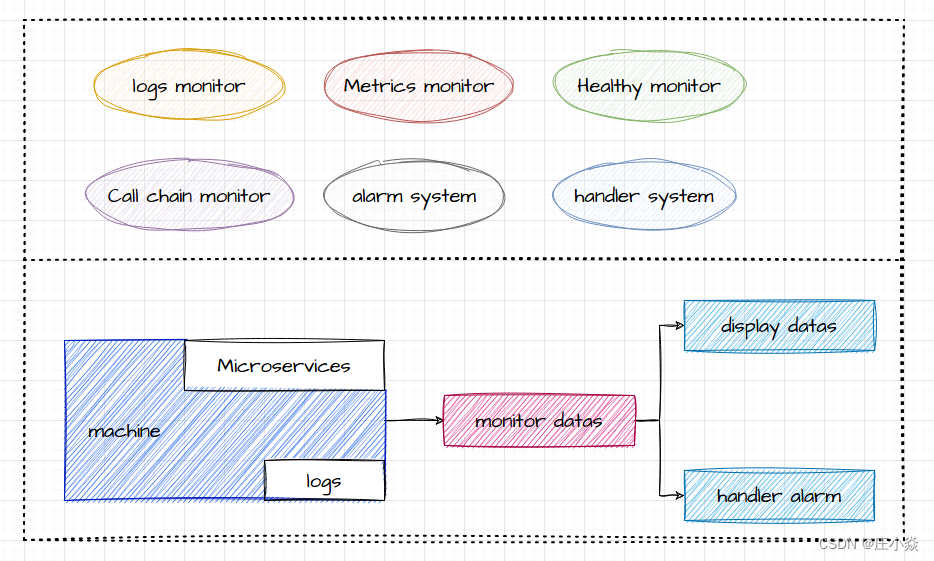 logs monitor
Metrics monitor
Healthy monitor
Call chain monitor
alarm system
handler system
display datas
Microservices
monitor datas
machine
logs
handler alarm
CSDN @庄小焱